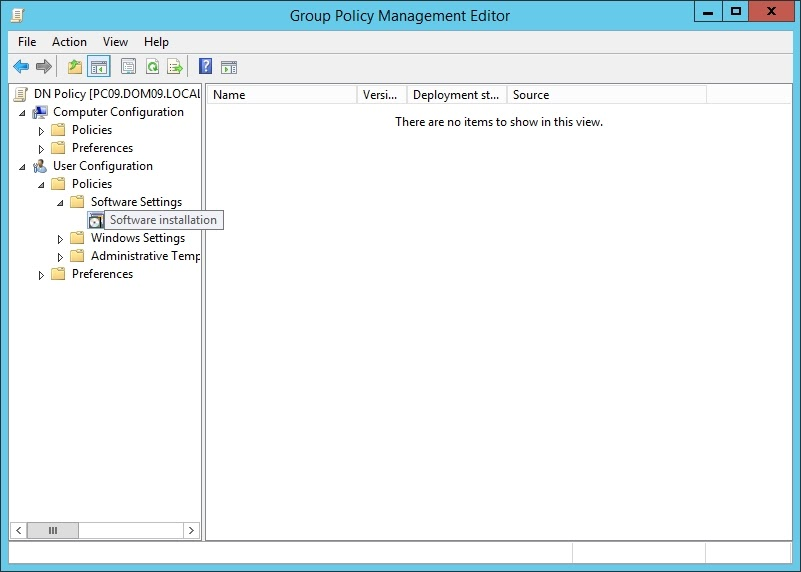 Group Policy Management Editor
File Action View Help
DN Policy [PC09.DOM09.LOCAL
Computer Configuration
Policies
Preferences
User Configuration
Policies
Software Settings
Software installation
Windows Settings
Administrative Temp
Preferences
Name Versi... Deployment st... Source
There are no items to show in this view.